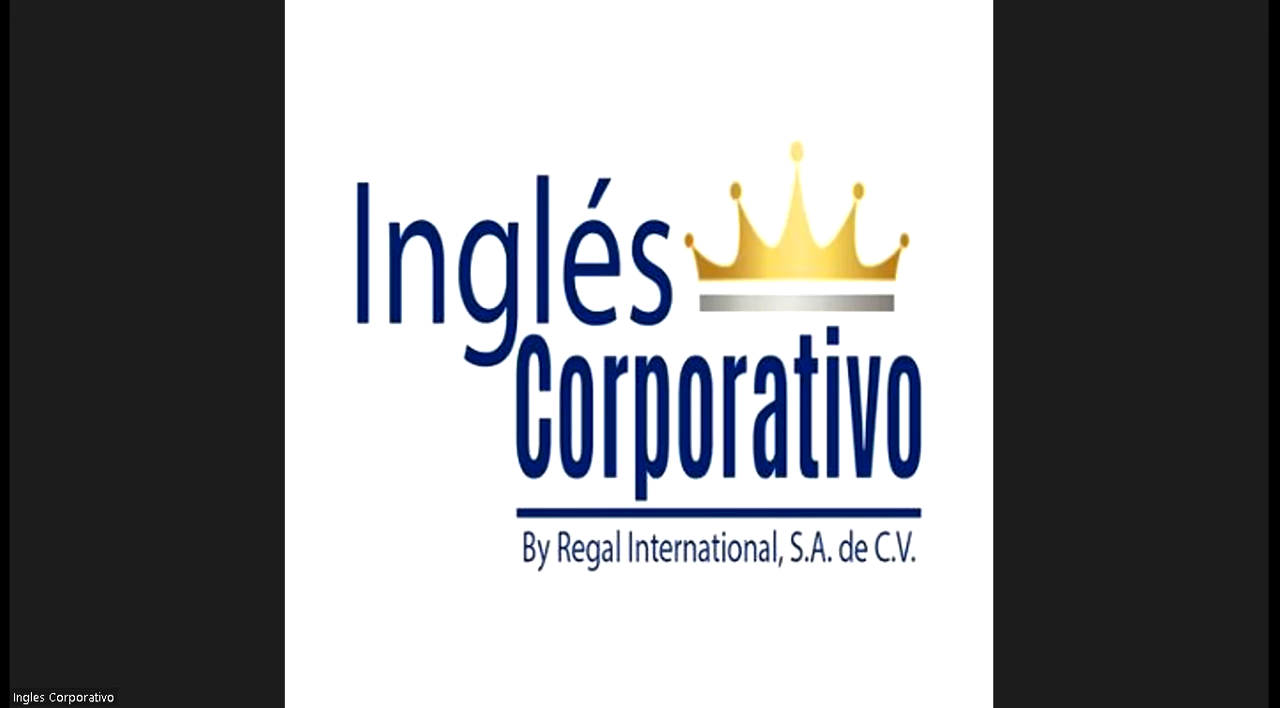 Inglés
Corporativo
By Regal International, S.A. de C.V.
Ingles Corporativo